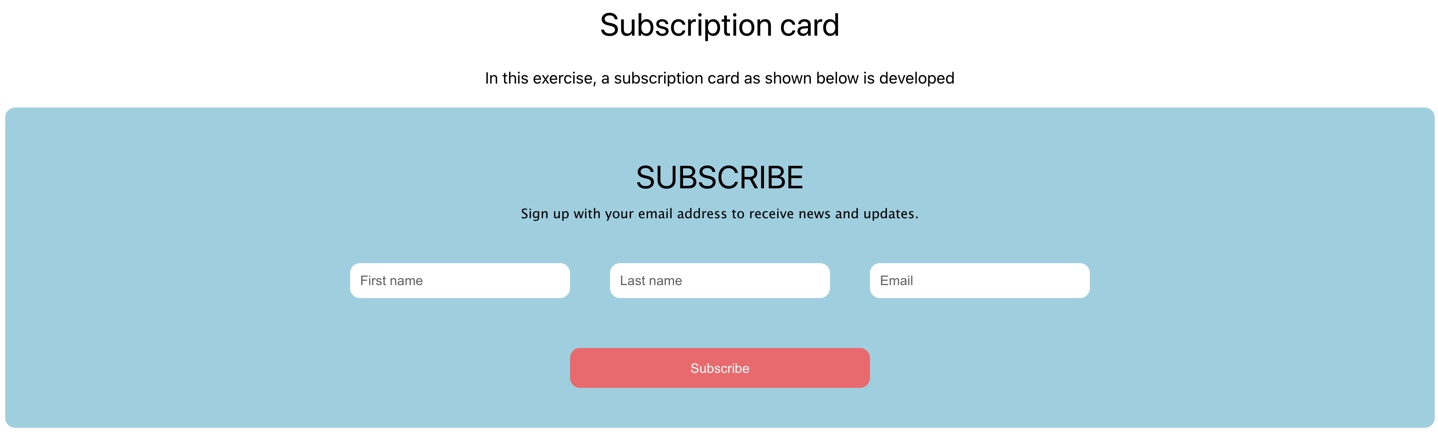 Subscription card
In this exercise, a subscription card as shown below is developed
SUBSCRIBE
Sign up with your email address to receive news and updates.
First name
Last name
Email
Subscribe